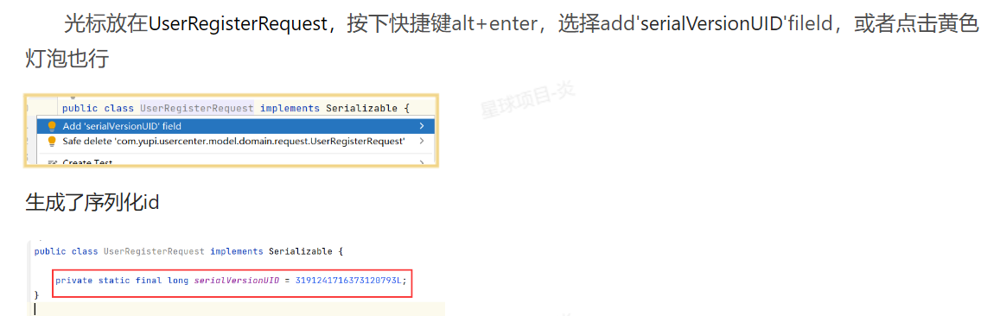 光标放在UserRegisterRequest，按下快捷键alt+enter，选择add'serialVersionUID'fileld，或者点击黄色
灯泡也行
星球项目-炎
public class UserRegisterRequest implements Serializable {
Add 'serialVersionUID' field
Safe delete 'com.yupi.usercenter.model.domain.request.UserRegisterRequest'
Create Test
生成了序列化id
public class UserRegisterRequest implements Serializable {
private static final long serialVersionUID = 3191241716373120793L;
}